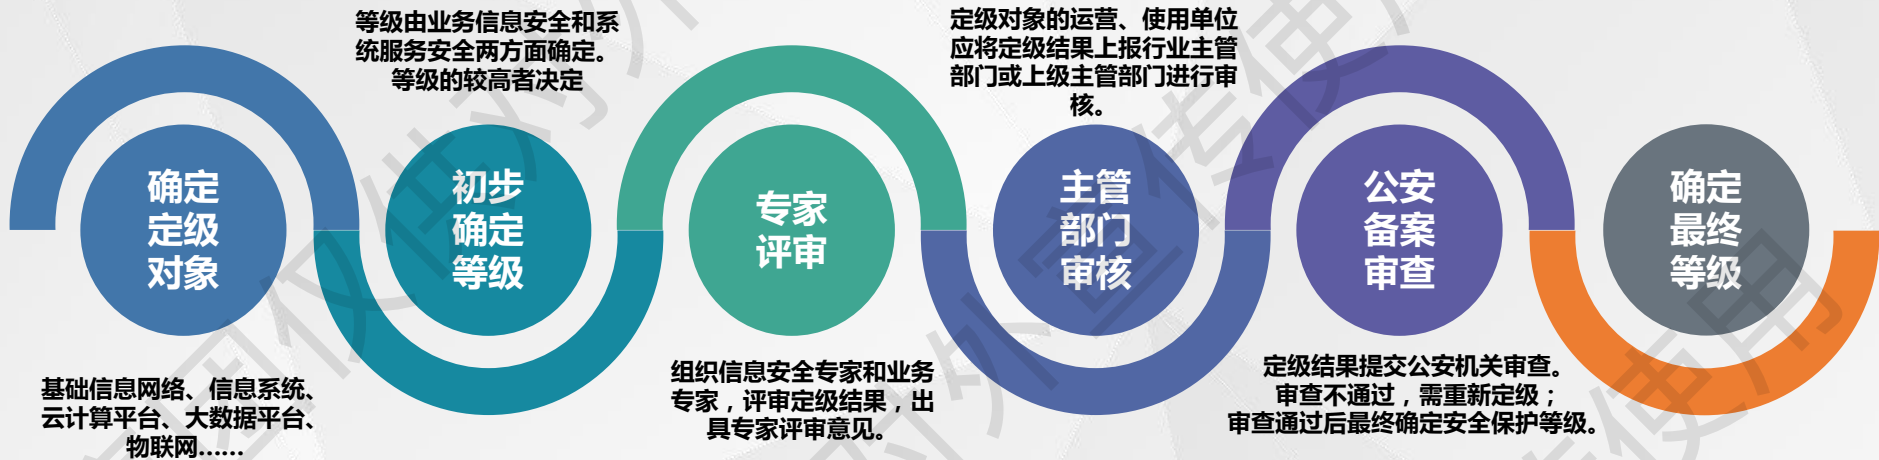 确定
定级
对象
基础信息网络、信息系统、
云计算平台、大数据平台、
物联网......
等级由业务信息安全和系
统服务安全两方面确定。
等级的较高者决定
初步
确定
等级
专家
评审
组织信息安全专家和业务
专家，评审定级结果，出
具专家评审意见。
定级对象的运营、使用单位
应将定级结果上报行业主管
部门或上级主管部门进行审
核。
主管
部门
审核
公安
备案
审查
定级结果提交公安机关审查。
审查不通过，需重新定级；
审查通过后最终确定安全保护等级。
确定
最终
等级